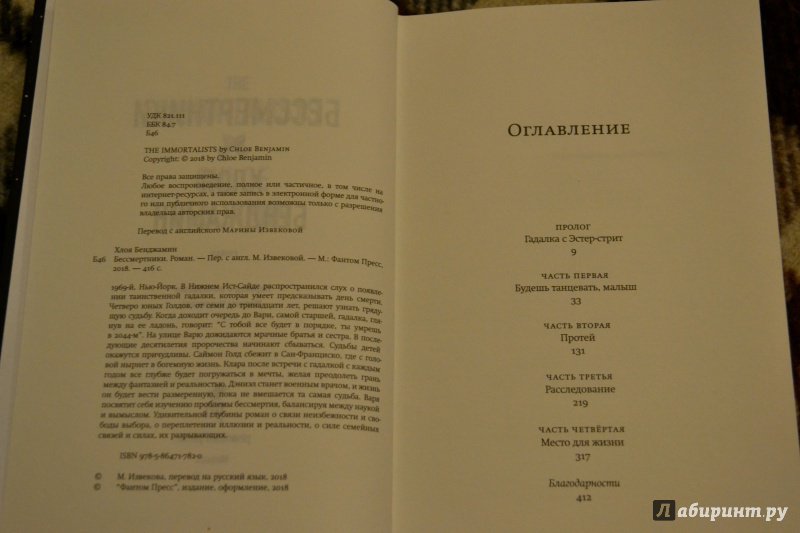 УДК 821.111
ББК 84.7
Б46
THE IMMORTALISTS by Chloe Benjamin
Copyright: © 2018 by Chloe Benjamin
Все права защищены.
Любое воспроизведение, полное или частичное, в том числе на
интернет-ресурсах, а также запись в электронной форме для частно-
го или публичного использования возможны только с разрешения
владельца авторских прав.
Перевод с английского Марины Извековой
Хлоя Бенджамин
Б46 Бессмертники. Роман. — Пер. с англ. М. Извековой. — М.: Фантом Пресс,
2018. — 416 с.
1969-й, Нью-Йорк. В Нижнем Ист-Сайде распространился слух о появ-
лении таинственной гадалки, которая умеет предсказывать день смерти.
Четверо юных Голдов, от семи до тринадцати лет, решают узнать гряду-
щую судьбу. Когда доходит очередь до Вари, самой старшей, гадалка, гля-
нув на ее ладонь, говорит: "С тобой все будет в порядке, ты умрешь
в 2044-м". На улице Варю дожидаются мрачные братья и сестра. В пос-
ледующие десятилетия пророчества начинают сбываться. Судьбы детей
окажутся причудливы. Саймон Голд сбежит в Сан-Франциско, где с голо-
вой нырнет в богемную жизнь. Клара после встречи с гадалкой с каждым
годом все глубже будет погружаться в мечты, желая преодолеть грань
между фантазией и реальностью, Дэниэл станет военным врачом, и жизнь
он будет вести размеренную, пока не вмешается та самая судьба. Варя
посвятит себя изучению проблемы бессмертия, балансируя между наукой
и вымыслом. Удивительной глубины роман о связи неизбежности и сво-
боды выбора, о переплетении иллюзии и реальности, о силе семейных
связей и силах, их разрывающих.
ISBN 978-5-86471-782-0
© М. Извекова, перевод на русский язык, 2018
© "Фантом Пресс", издание, оформление, 2018
Оглавление
ПРОЛОГ
Гадалка с Эстер-стрит
9
ЧАСТЬ ПЕРВАЯ
Будешь танцевать, малыш
33
ЧАСТЬ ВТОРАЯ
Протей
131
ЧАСТЬ ТРЕТЬЯ
Расследование
219
ЧАСТЬ ЧЕТВЁРТАЯ
Место для жизни
317
Благодарности
412
Лабиринт.ру